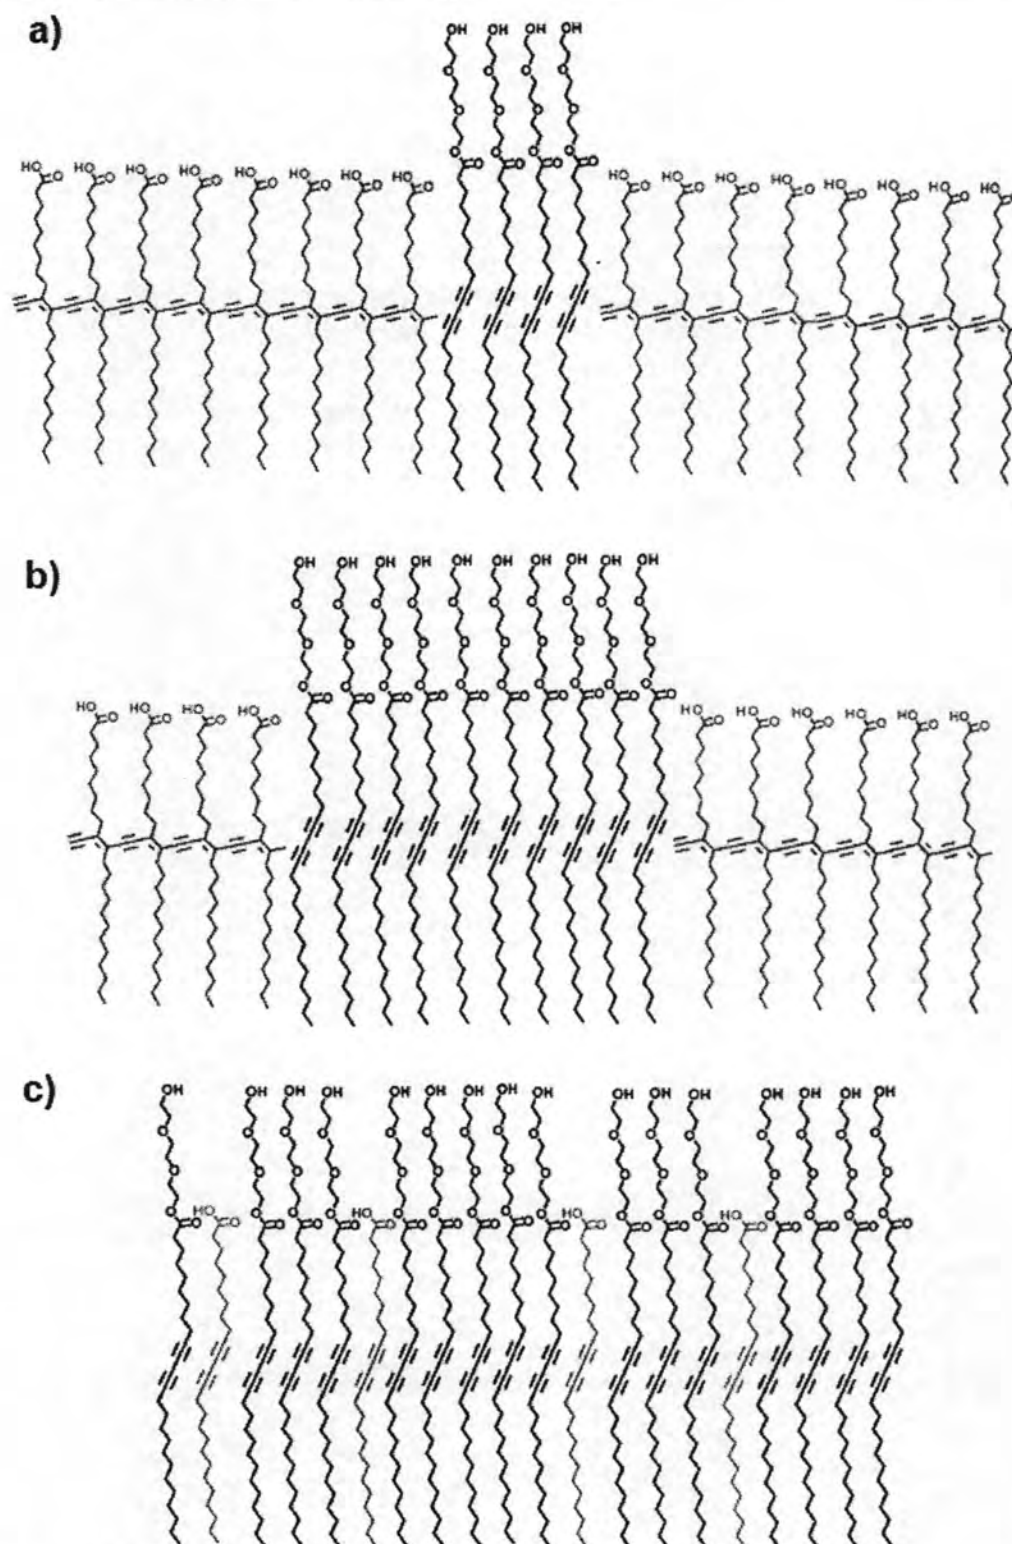 a)
OH OH OH OH
O O O O
O O O O
O O O O O O O O
HO O HO O HO O HO O HO O HO O HO O HO O HO O HO O HO O HO O HO O HO O HO O HO O
b)
OH OH OH OH OH OH OH OH OH OH
O O O O O O O O O O
O O O O O O O O O O
O O O O O O O O O O O O O O O O O O O O
HO O HO O HO O HO O HO O HO O HO O HO O HO O HO O
c)
OH OH OH OH OH OH OH OH OH OH OH OH OH OH OH OH
O O O O O O O O O O O O O O O O
O O O O O O O O O O O O O O O O
O O HO O O O O O O O HO O O O O O O O O O O O HO O O O O O O O HO O O O O O O O O O